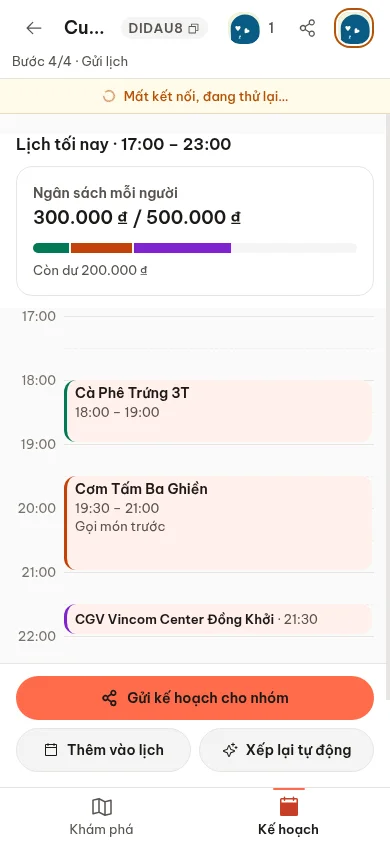 Cu...
DIDAU8
1
Bước 4/4 · Gửi lịch
Mất kết nối, đang thử lại...
Lịch tối nay · 17:00 – 23:00
Ngân sách mỗi người
300.000 ₫ / 500.000 ₫
Còn dư 200.000 ₫
17:00
18:00
Cà Phê Trứng 3T
18:00 – 19:00
19:00
Cơm Tấm Ba Ghiền
20:00
19:30 – 21:00
Gọi món trước
21:00
CGV Vincom Center Đồng Khởi · 21:30
22:00
Gửi kế hoạch cho nhóm
Thêm vào lịch
Xếp lại tự động
Khám phá
Kế hoạch